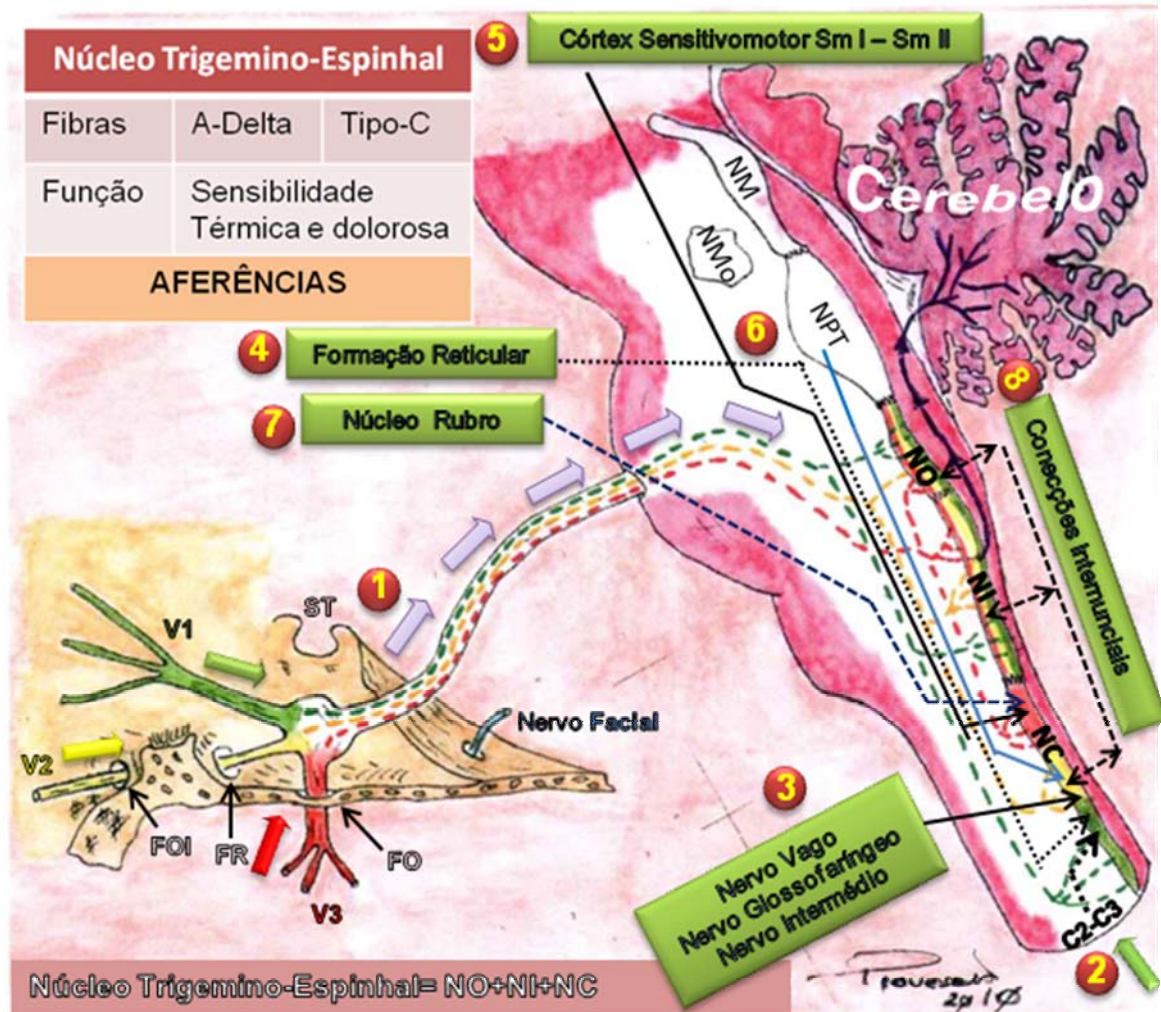 Núcleo Trigemino-Espinhal
Fibras A-Delta Tipo-C
Função Sensibilidade
Térmica e dolorosa
AFERÊNCIAS
5 Córtex Sensitivomotor Sm I – Sm II
Cerebelo
NM
NMo
NPT
6
4 Formação Reticular
7 Núcleo Rubro
8
Conecções Internunciais
NO
NI
V
NC
1
ST
V1
V2
Nervo Facial
FOI
FR
FO
V3
3
Nervo Vago
Nervo Glossofaríngeo
Nervo Intermédio
C2-C3
2
2010
Núcleo Trigemino-Espinhal= NO+NI+NC